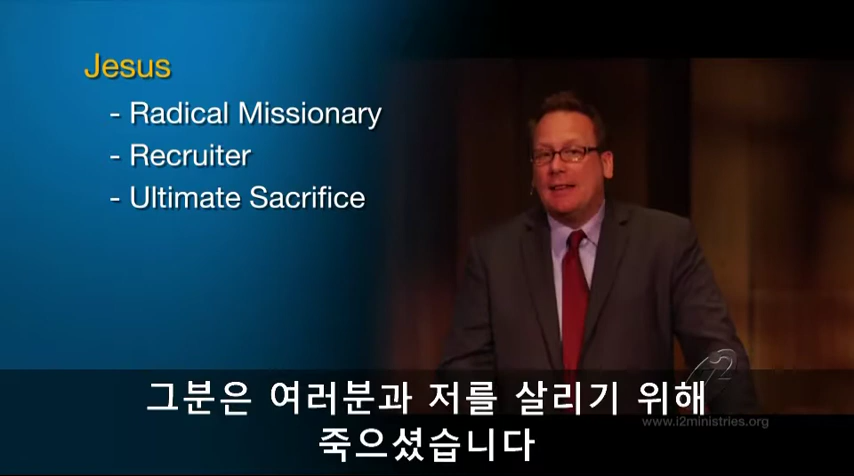 Jesus
- Radical Missionary
- Recruiter
- Ultimate Sacrifice
i2
www.i2ministries.org
그분은 여러분과 저를 살리기 위해
죽으셨습니다